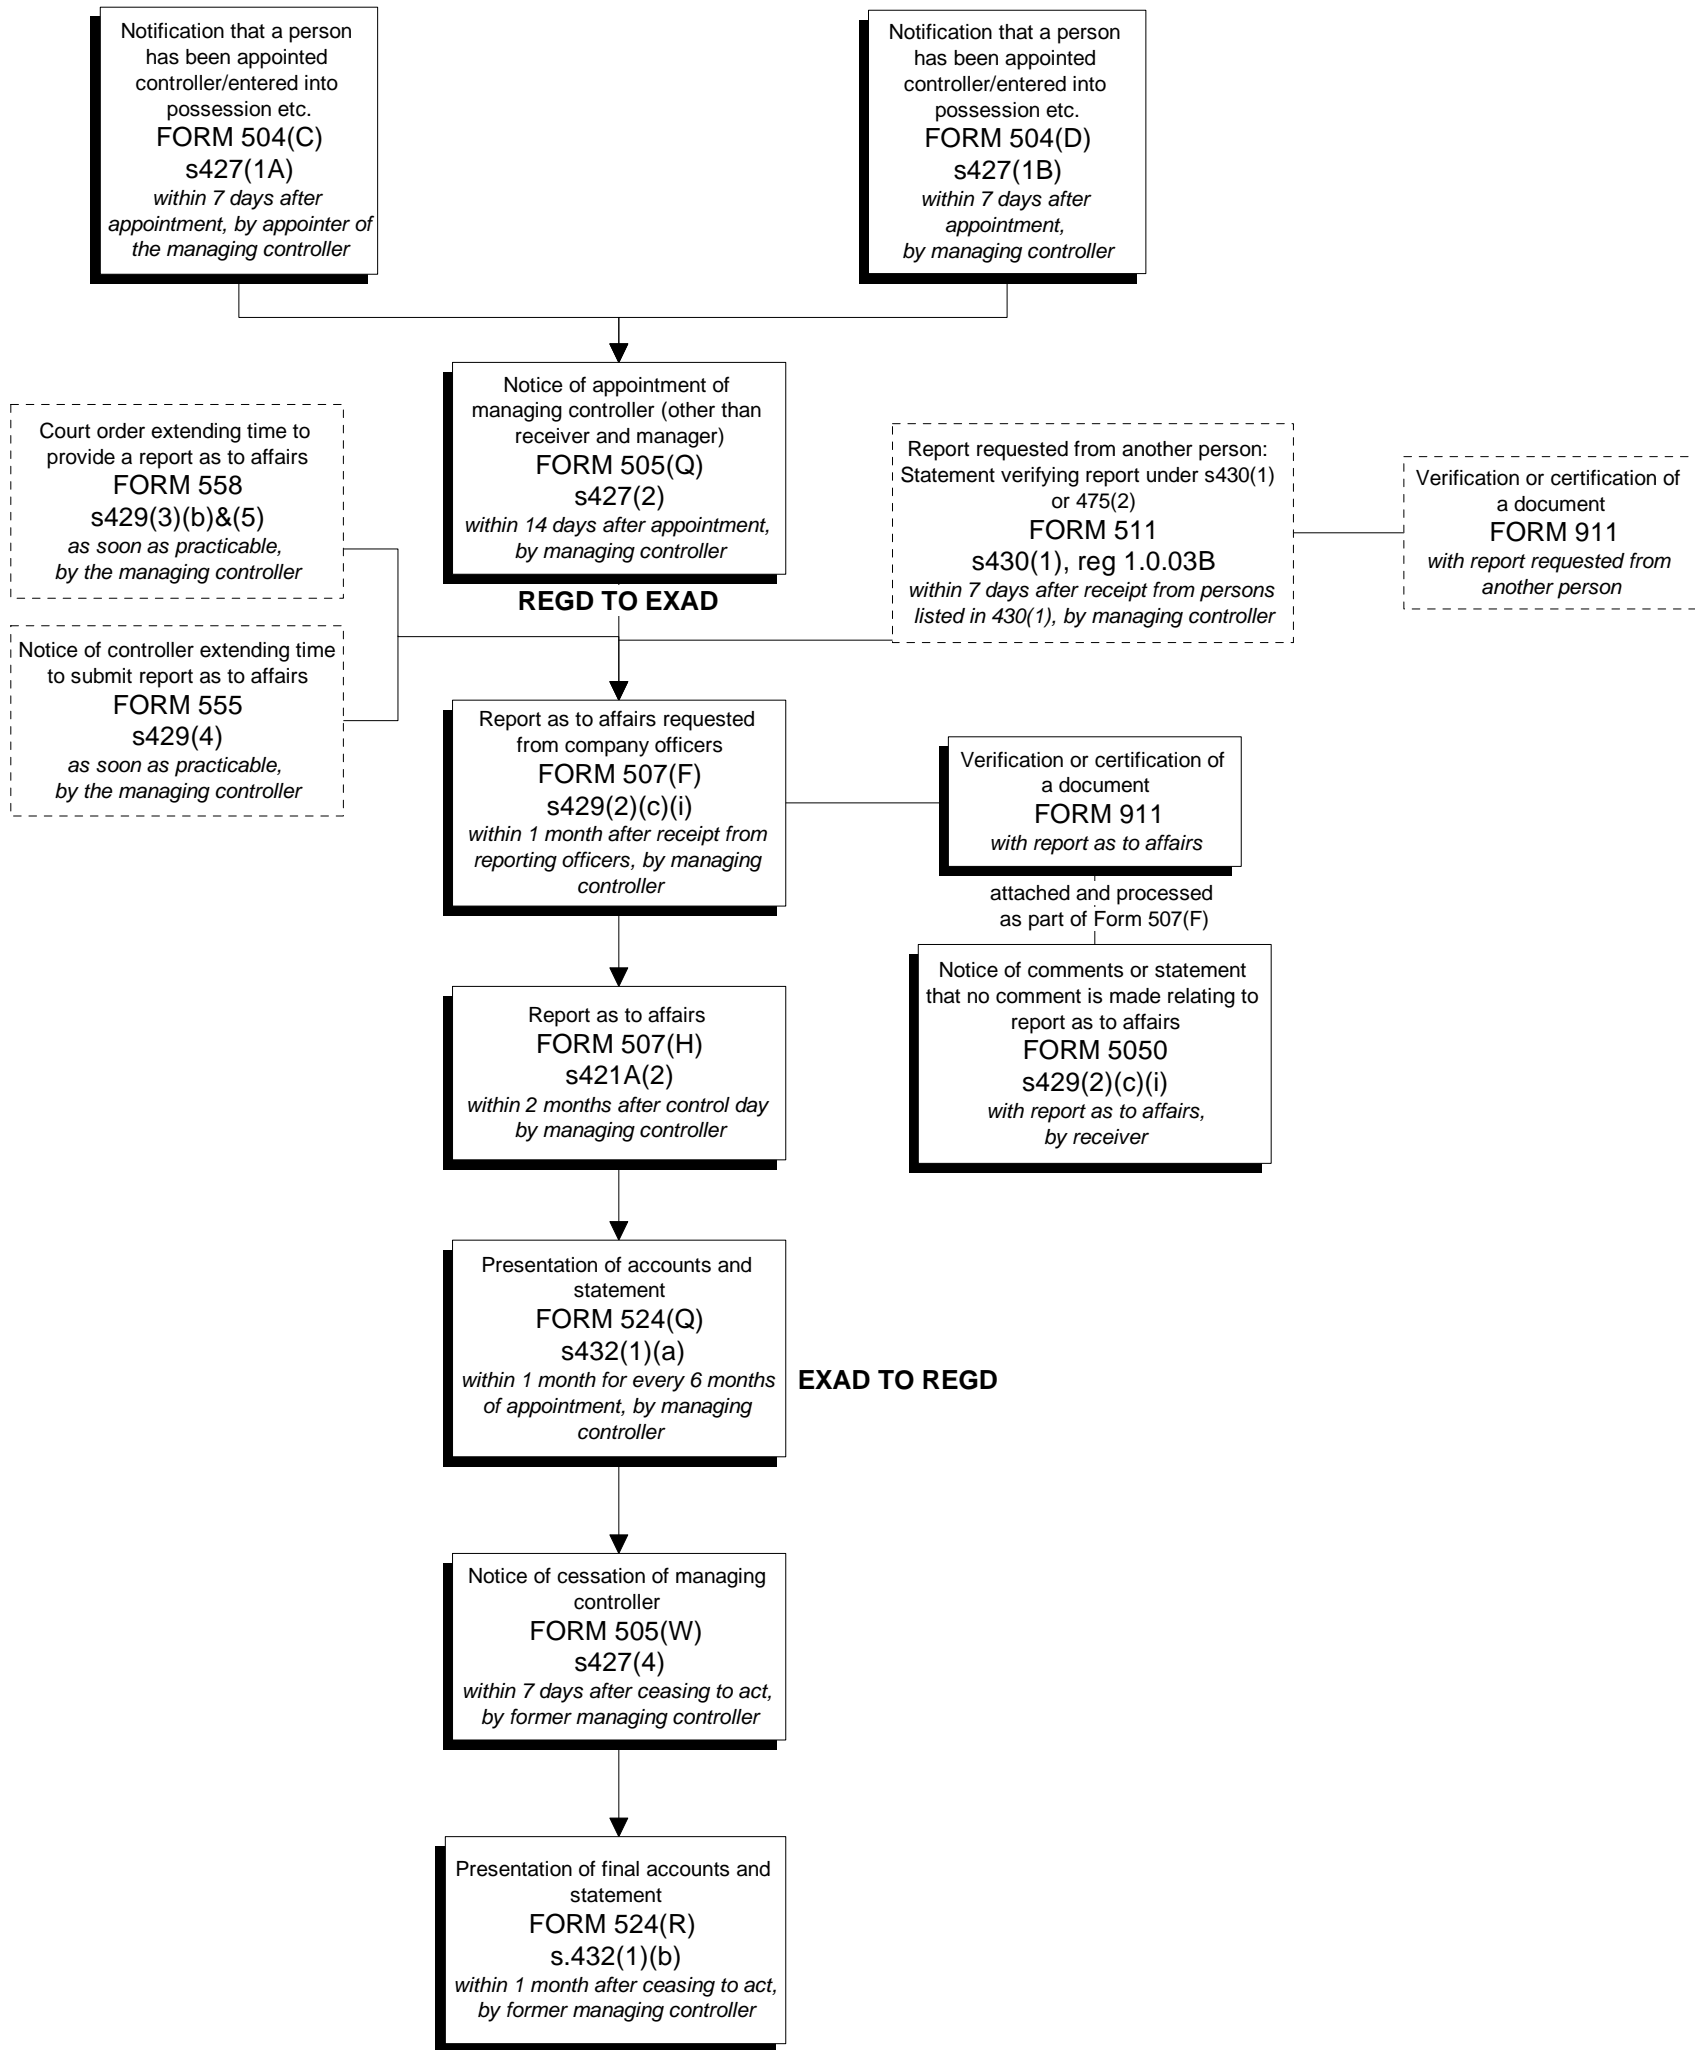 Notification that a person
has been appointed
controller/entered into
possession etc.
FORM 504(C)
s427(1A)
within 7 days after
appointment, by appointer of
the managing controller
Notification that a person
has been appointed
controller/entered into
possession etc.
FORM 504(D)
s427(1B)
within 7 days after
appointment,
by managing controller
Notice of appointment of
managing controller (other than
receiver and manager)
FORM 505(Q)
s427(2)
within 14 days after appointment,
by managing controller
REGD TO EXAD
Court order extending time to
provide a report as to affairs
FORM 558
s429(3)(b)&(5)
as soon as practicable,
by the managing controller
Notice of controller extending time
to submit report as to affairs
FORM 555
s429(4)
as soon as practicable,
by the managing controller
Report requested from another person:
Statement verifying report under s430(1)
or 475(2)
FORM 511
s430(1), reg 1.0.03B
within 7 days after receipt from persons
listed in 430(1), by managing controller
Verification or certification of
a document
FORM 911
with report requested from
another person
Report as to affairs requested
from company officers
FORM 507(F)
s429(2)(c)(i)
within 1 month after receipt from
reporting officers, by managing
controller
Verification or certification of
a document
FORM 911
with report as to affairs
attached and processed
as part of Form 507(F)
Notice of comments or statement
that no comment is made relating to
report as to affairs
FORM 5050
s429(2)(c)(i)
with report as to affairs,
by receiver
Report as to affairs
FORM 507(H)
s421A(2)
within 2 months after control day
by managing controller
Presentation of accounts and
statement
FORM 524(Q)
s432(1)(a)
within 1 month for every 6 months
of appointment, by managing
controller
EXAD TO REGD
Notice of cessation of managing
controller
FORM 505(W)
s427(4)
within 7 days after ceasing to act,
by former managing controller
Presentation of final accounts and
statement
FORM 524(R)
s.432(1)(b)
within 1 month after ceasing to act,
by former managing controller